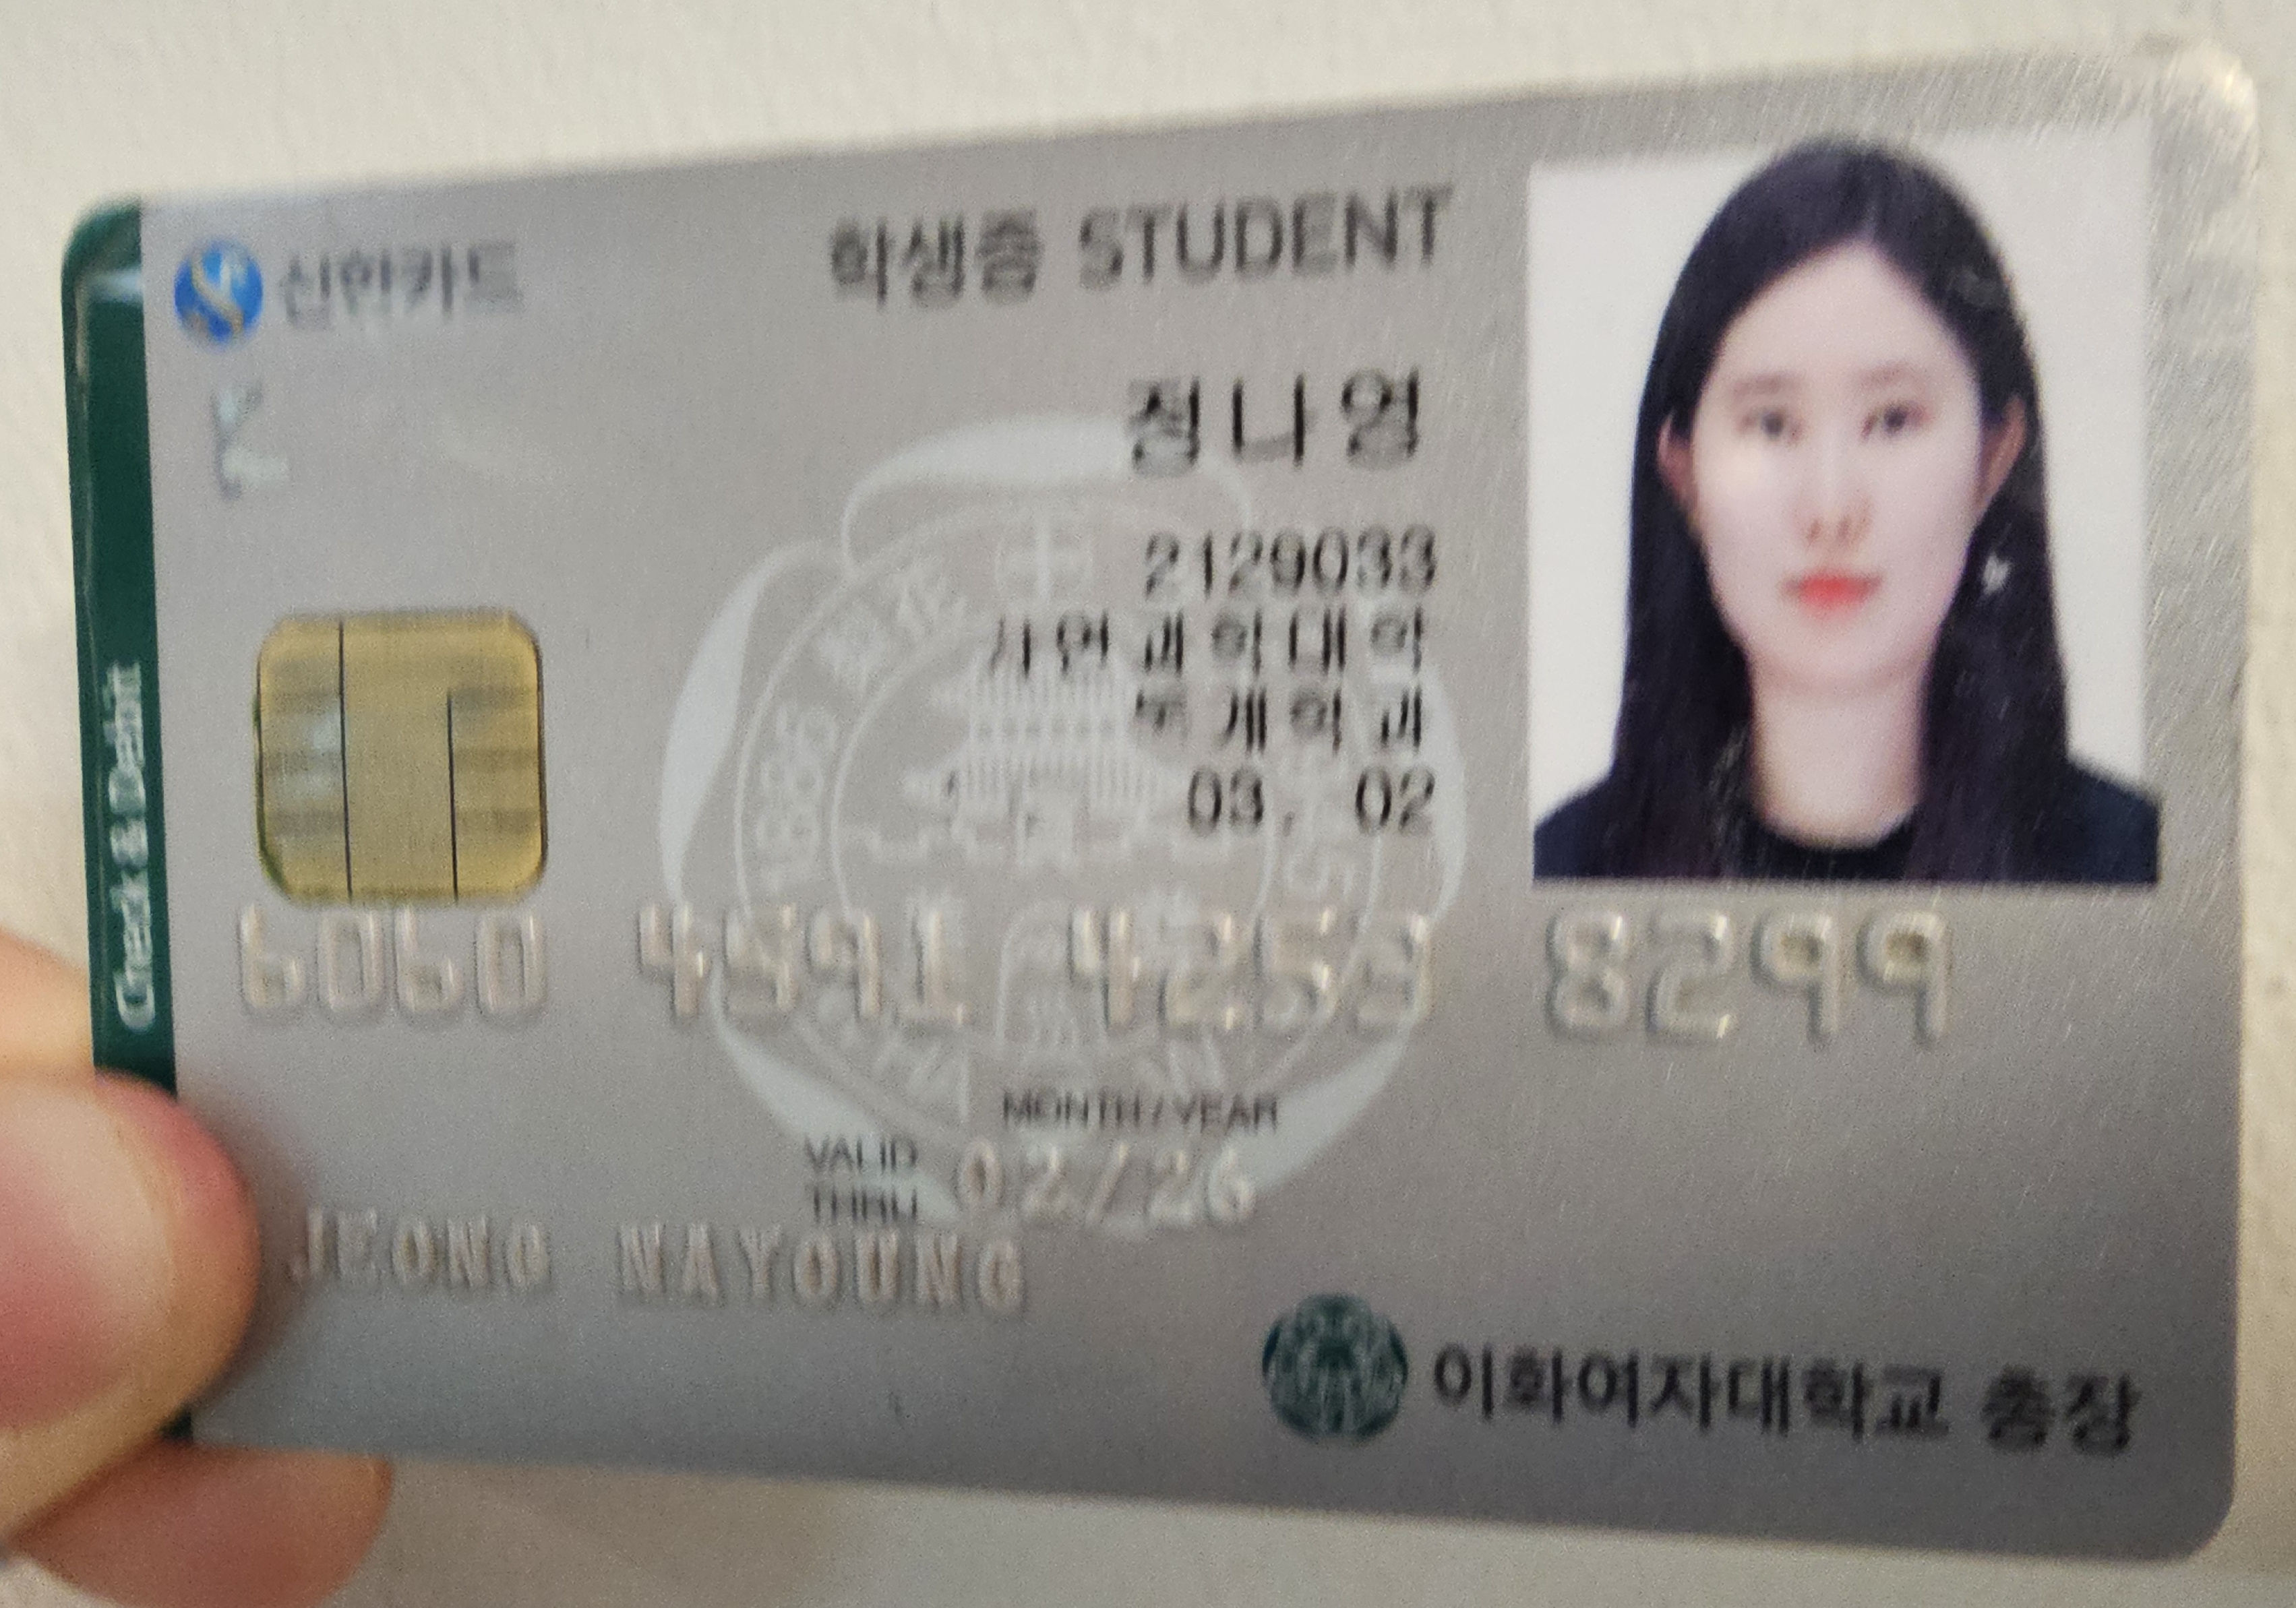 신한카드
학생증 STUDENT
정나영
2129033
자연과학대학
통계학과
03. 02
Check & Debit
6060 8299
MONTH/YEAR
VALID
THRU
02/26
JEONG NAYOUNG
이화여자대학교 총장